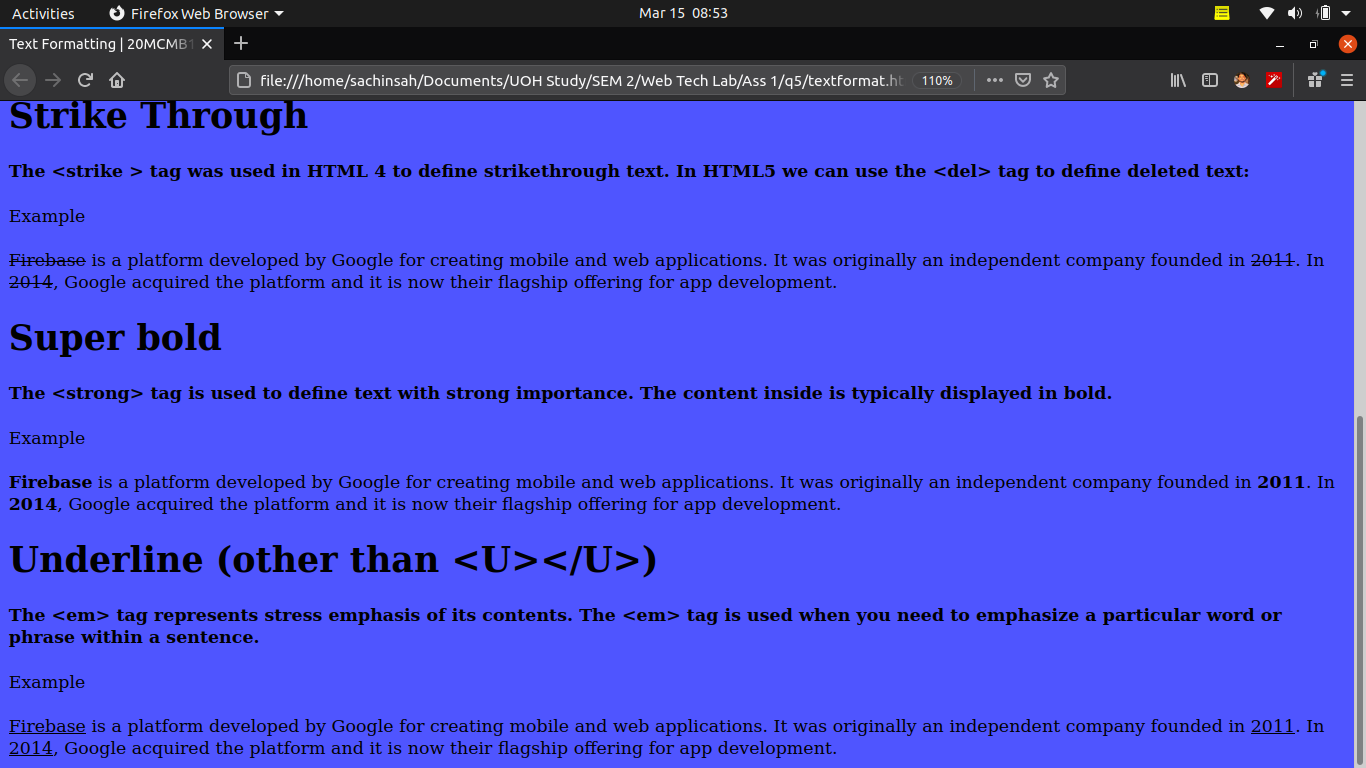 Activities Firefox Web Browser Mar 15 08:53
Text Formatting | 20MCMB1
file:///home/sachinsah/Documents/UOH Study/SEM 2/Web Tech Lab/Ass 1/q5/textformat.ht 110%
Strike Through
The <strike > tag was used in HTML 4 to define strikethrough text. In HTML5 we can use the <del> tag to define deleted text:
Example
Firebase is a platform developed by Google for creating mobile and web applications. It was originally an independent company founded in 2011. In
2014, Google acquired the platform and it is now their flagship offering for app development.
Super bold
The <strong> tag is used to define text with strong importance. The content inside is typically displayed in bold.
Example
Firebase is a platform developed by Google for creating mobile and web applications. It was originally an independent company founded in 2011. In
2014, Google acquired the platform and it is now their flagship offering for app development.
Underline (other than <U></U>)
The <em> tag represents stress emphasis of its contents. The <em> tag is used when you need to emphasize a particular word or
phrase within a sentence.
Example
Firebase is a platform developed by Google for creating mobile and web applications. It was originally an independent company founded in 2011. In
2014, Google acquired the platform and it is now their flagship offering for app development.